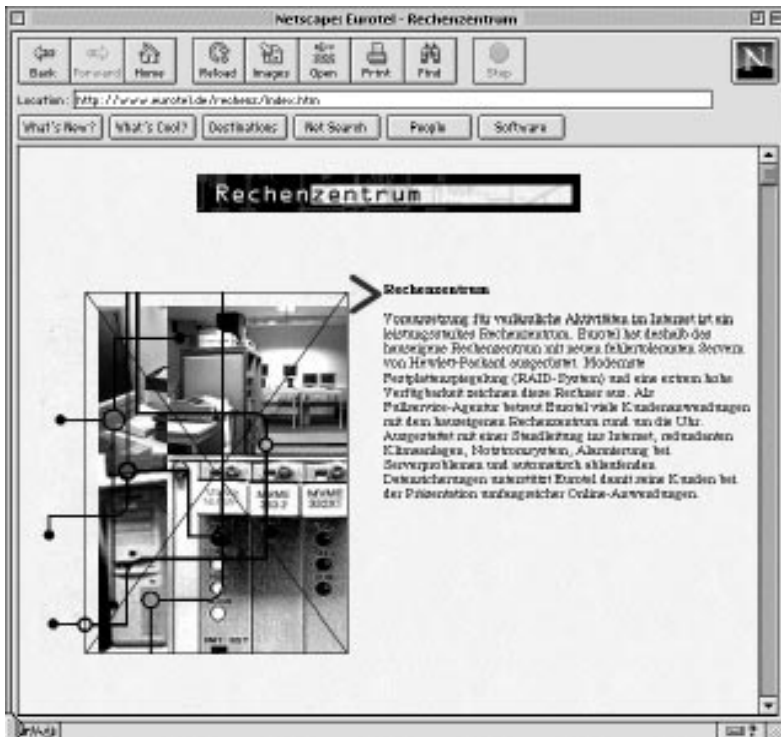 Netscape: Eurotel - Rechenzentrum
Back Forward Home Reload Images Open Print Find Stop
N
Location: http://www.eurotel.de/rechenz/index.htm
What's New? What's Cool? Destinations Net Search People Software
Rechenzentrum
Rechenzentrum
Voraussetzung für verlässliche Aktivitäten im Internet ist ein
leistungsstarkes Rechenzentrum. Eurotel hat deshalb das
hauseigene Rechenzentrum mit neuen fehlertoleranten Servern
von Hewlett-Packard ausgerüstet. Modernste
Festplattenspiegelung (RAID-System) und eine extrem hohe
Verfügbarkeit zeichnen diese Rechner aus. Als
Fullservice-Agentur betreut Eurotel viele Kundenanwendungen
mit dem hauseigenen Rechenzentrum rund um die Uhr.
Ausgestattet mit einer Standleitung ins Internet, redundanten
Klimaanlagen, Notstromsystem, Alarmierung bei
Serverproblemen und automatisch ablaufenden
Datensicherungen unterstützt Eurotel damit seine Kunden bei
der Präsentation umfangreicher Online-Anwendungen.
MVME MVME